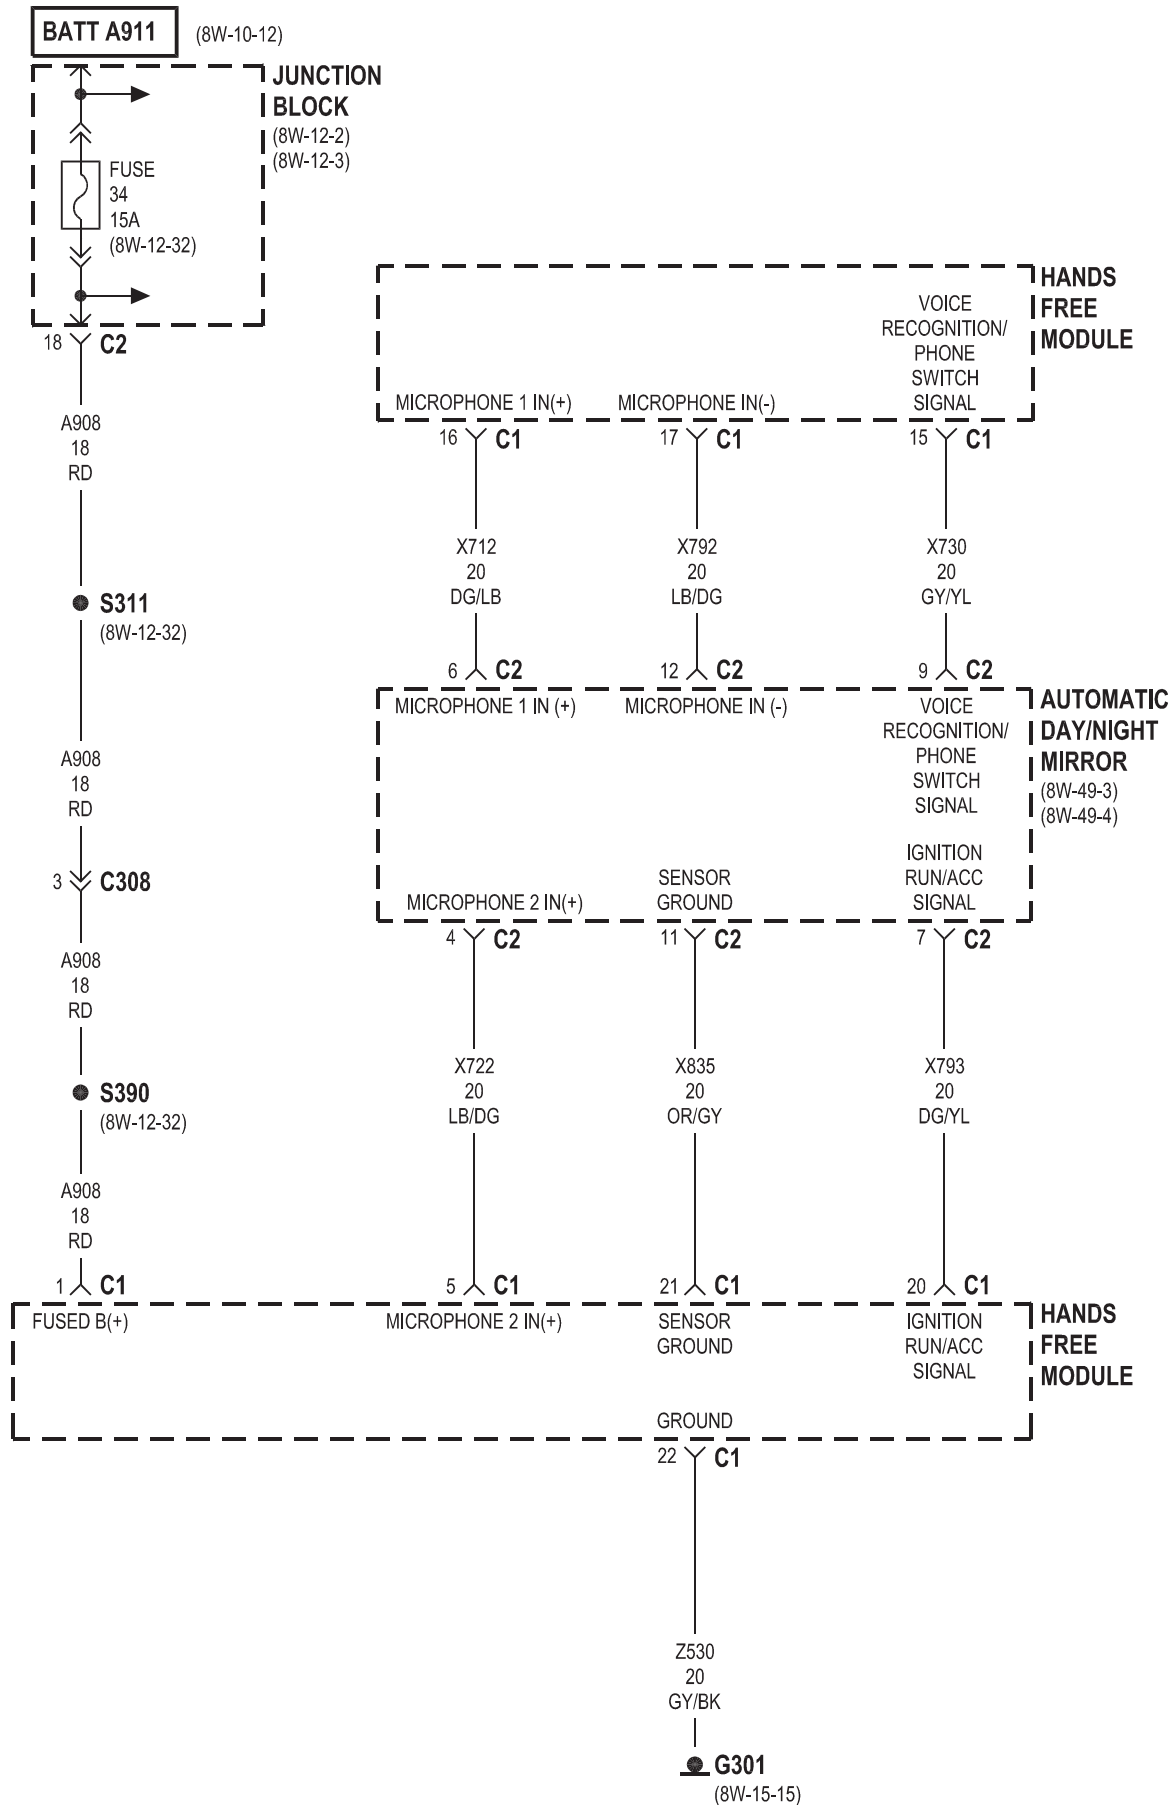 BATT A911 (8W-10-12)
JUNCTION
BLOCK
(8W-12-2)
(8W-12-3)
FUSE
34
15A
(8W-12-32)
18 C2
A908
18
RD
S311
(8W-12-32)
A908
18
RD
3 C308
A908
18
RD
S390
(8W-12-32)
A908
18
RD
1 C1
HANDS
FREE
MODULE
VOICE
RECOGNITION/
PHONE
SWITCH
SIGNAL
MICROPHONE 1 IN(+)
MICROPHONE IN(-)
16 C1
17 C1
15 C1
X712
20
DG/LB
X792
20
LB/DG
X730
20
GY/YL
6 C2
12 C2
9 C2
MICROPHONE 1 IN (+)
MICROPHONE IN (-)
VOICE
RECOGNITION/
PHONE
SWITCH
SIGNAL
AUTOMATIC
DAY/NIGHT
MIRROR
(8W-49-3)
(8W-49-4)
MICROPHONE 2 IN(+)
SENSOR
GROUND
IGNITION
RUN/ACC
SIGNAL
4 C2
11 C2
7 C2
X722
20
LB/DG
X835
20
OR/GY
X793
20
DG/YL
5 C1
21 C1
20 C1
FUSED B(+)
MICROPHONE 2 IN(+)
SENSOR
GROUND
IGNITION
RUN/ACC
SIGNAL
HANDS
FREE
MODULE
GROUND
22 C1
Z530
20
GY/BK
G301
(8W-15-15)